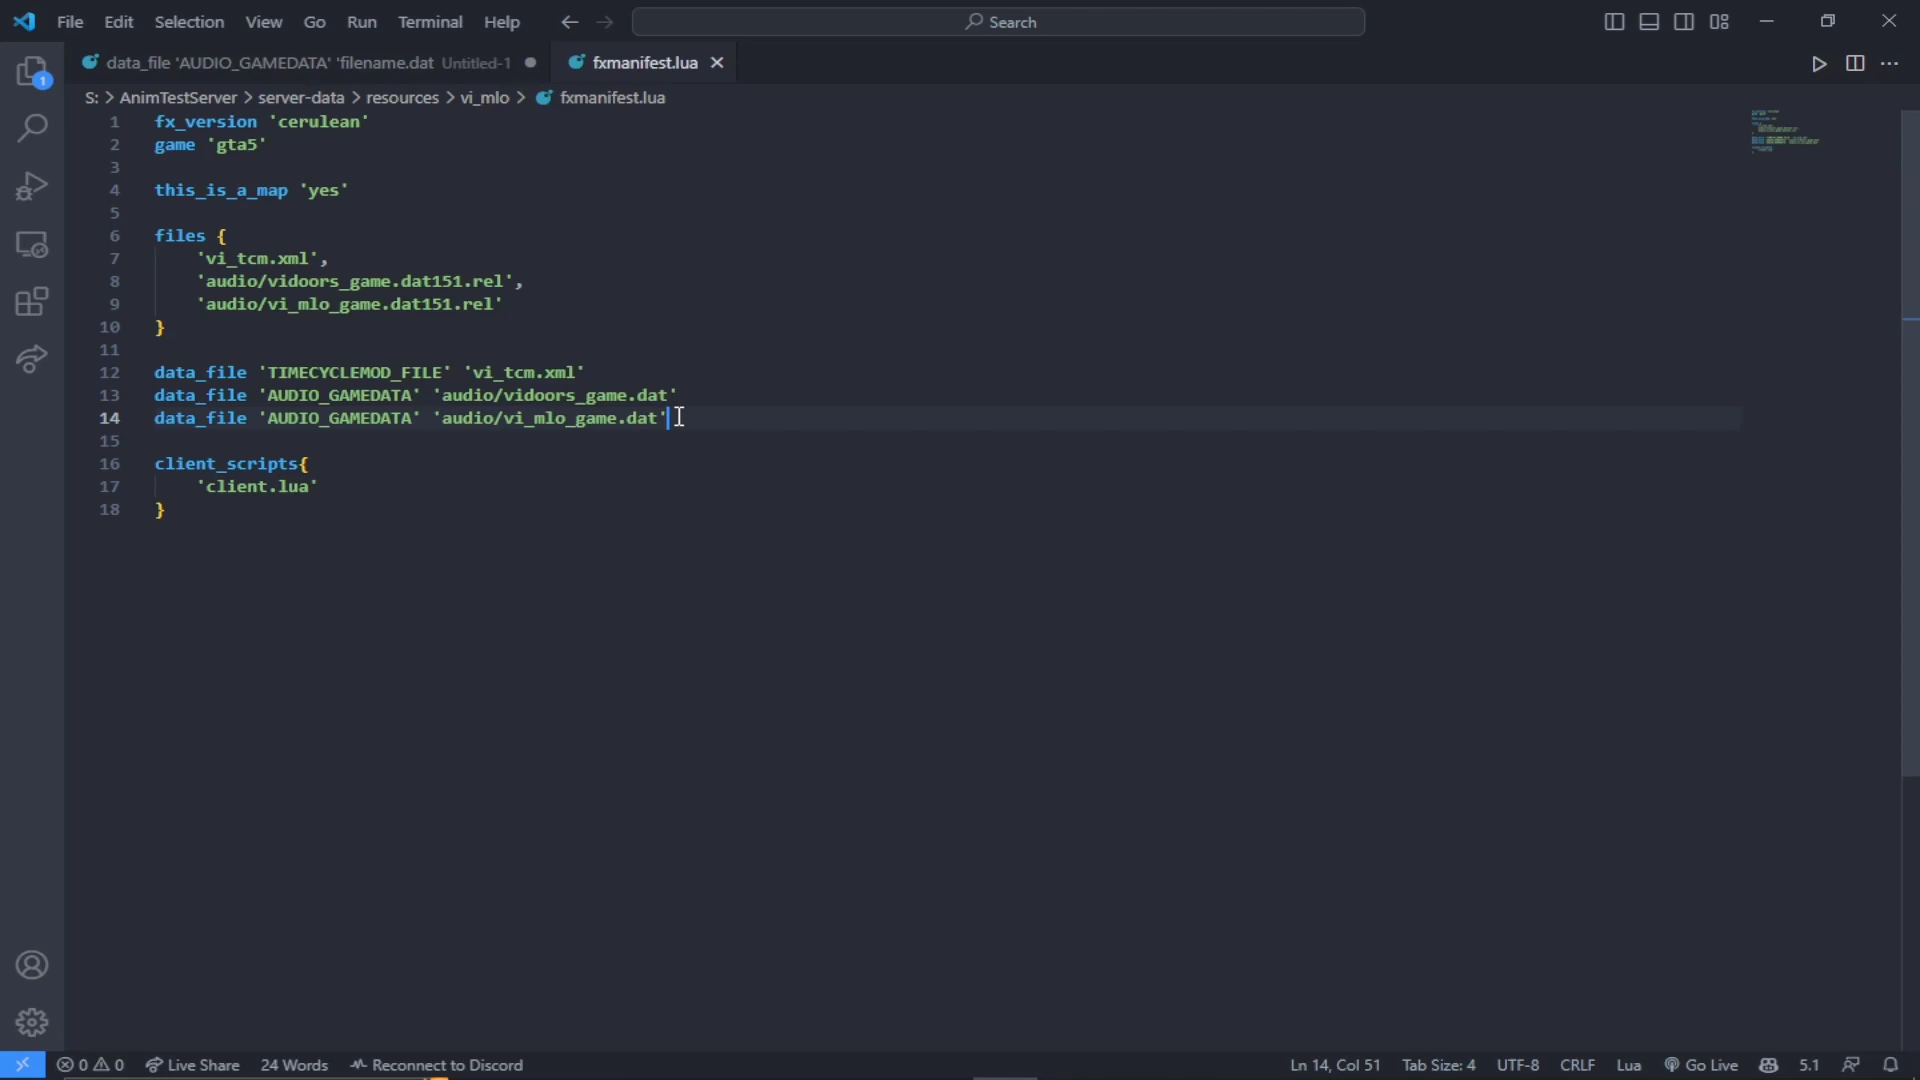 File Edit Selection View Go Run Terminal Help
Search
data_file 'AUDIO_GAMEDATA' 'filename.dat Untitled-1
fxmanifest.lua
S: > AnimTestServer > server-data > resources > vi_mlo > fxmanifest.lua
1 fx_version 'cerulean'
2 game 'gta5'
3
4 this_is_a_map 'yes'
5
6 files {
7 'vi_tcm.xml',
8 'audio/vidoors_game.dat151.rel',
9 'audio/vi_mlo_game.dat151.rel'
10 }
11
12 data_file 'TIMECYCLEMOD_FILE' 'vi_tcm.xml'
13 data_file 'AUDIO_GAMEDATA' 'audio/vidoors_game.dat'
14 data_file 'AUDIO_GAMEDATA' 'audio/vi_mlo_game.dat'
15
16 client_scripts{
17 'client.lua'
18 }
1
0 0 Live Share 24 Words Reconnect to Discord Ln 14, Col 51 Tab Size: 4 UTF-8 CRLF Lua Go Live 5.1